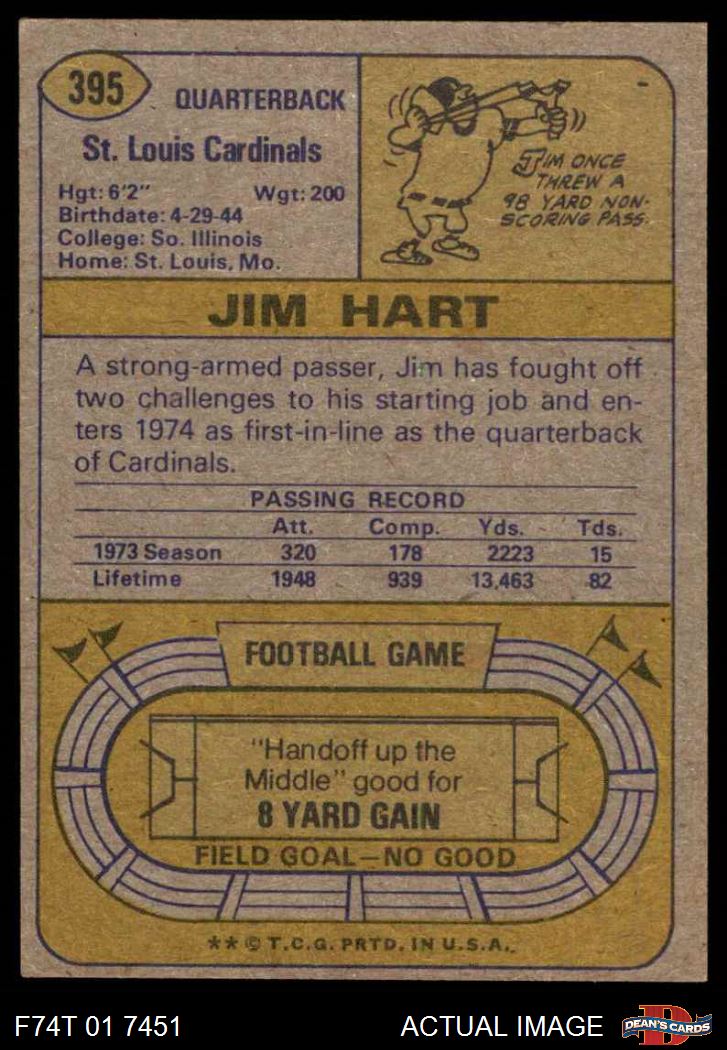 395
QUARTERBACK
St. Louis Cardinals
Hgt: 6'2" Wgt: 200
Birthdate: 4-29-44
College: So. Illinois
Home: St. Louis, Mo.
JIM ONCE
THREW A
98 YARD NON-
SCORING PASS.
JIM HART
A strong-armed passer, Jim has fought off
two challenges to his starting job and en-
ters 1974 as first-in-line as the quarterback
of Cardinals.
PASSING RECORD
Att. Comp. Yds. Tds.
1973 Season 320 178 2223 15
Lifetime 1948 939 13,463 82
FOOTBALL GAME
"Handoff up the
Middle" good for
8 YARD GAIN
FIELD GOAL—NO GOOD
** © T.C.G. PRTD. IN U.S.A.
F74T 01 7451 ACTUAL IMAGE
D
DEAN'S CARDS